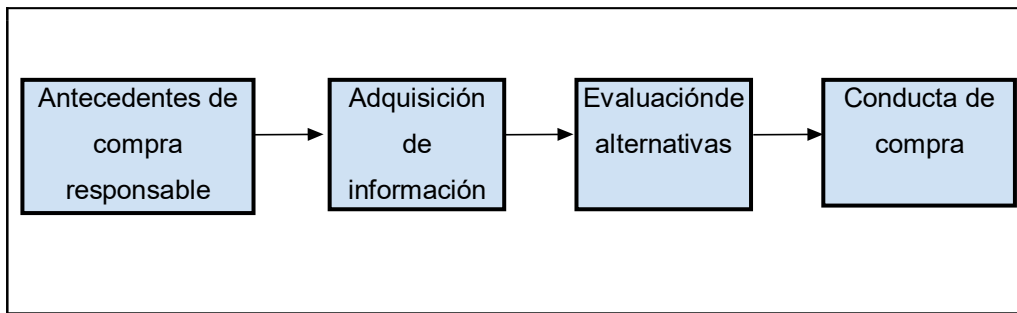 Antecedentes de
compra
responsable
Adquisición
de
información
Evaluaciónde
alternativas
Conducta de
compra